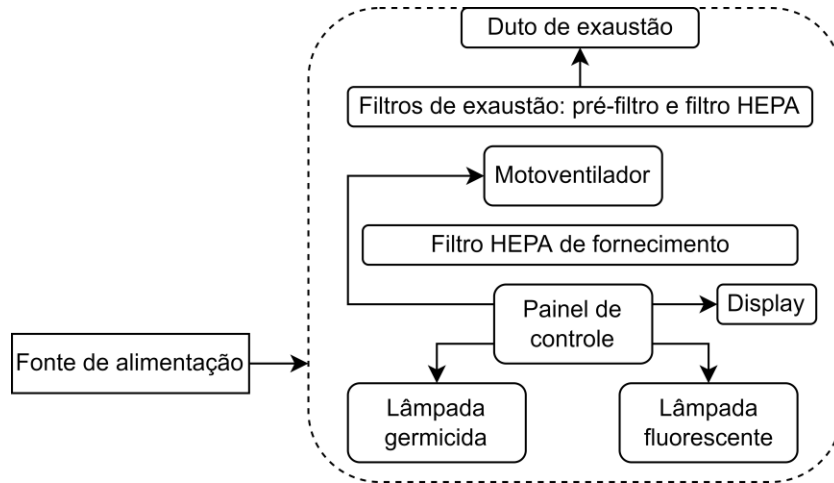 Duto de exaustão
Filtros de exaustão: pré-filtro e filtro HEPA
Motoventilador
Filtro HEPA de fornecimento
Painel de
controle
Display
Fonte de alimentação
Lâmpada
germicida
Lâmpada
fluorescente